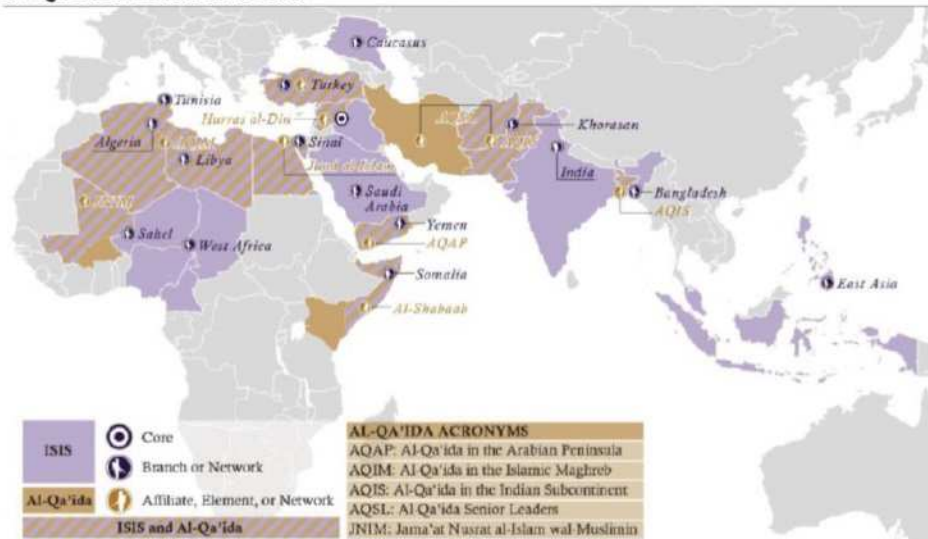 Caucasus
Turkey
Tunisia
Hurras al-Din
Khorasan
Algeria
Sinai
Libya
India
Saudi
Arabia
Bangladesh
AQIS
Yemen
AQAP
Sahel
West Africa
Somalia
East Asia
Al-Shabaab
ISIS
Core
Branch or Network
Al-Qa'ida
Affiliate, Element, or Network
ISIS and Al-Qa'ida
AL-QA'IDA ACRONYMS
AQAP: Al-Qa'ida in the Arabian Peninsula
AQIM: Al-Qa'ida in the Islamic Maghreb
AQIS: Al-Qa'ida in the Indian Subcontinent
AQSL: Al-Qa'ida Senior Leaders
JNIM: Jama'at Nusrat al-Islam wal-Muslimin